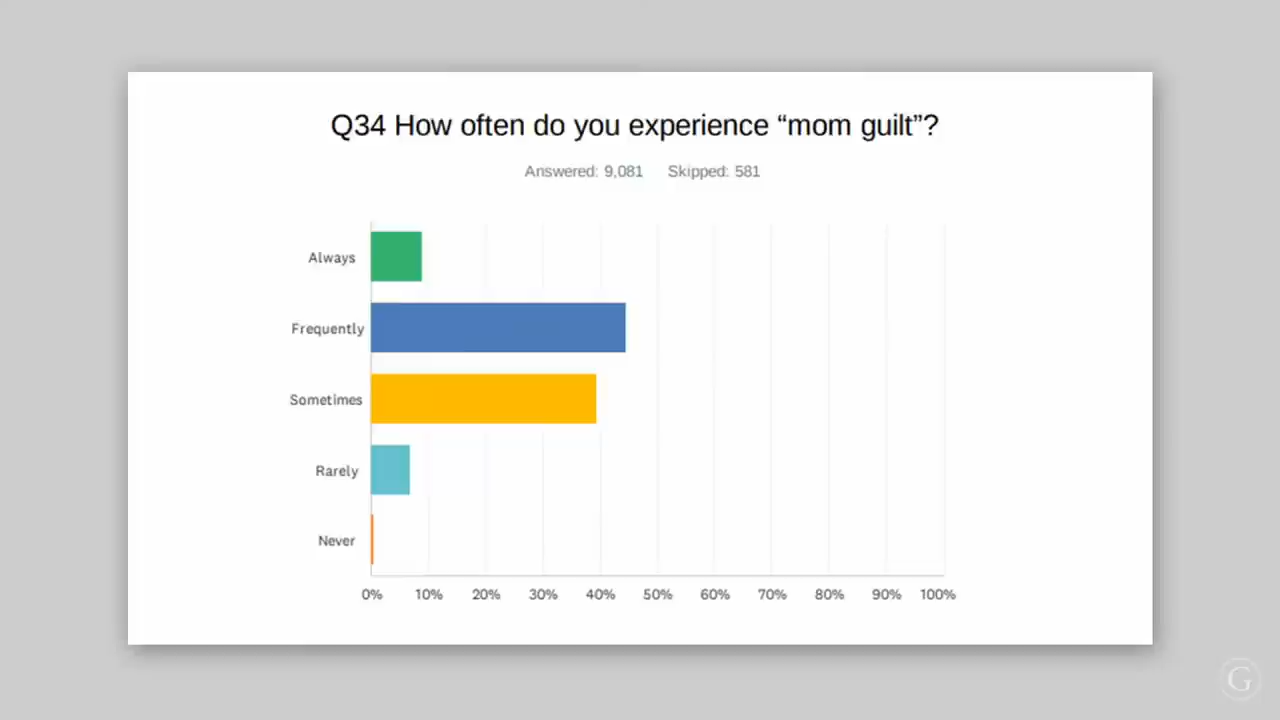 Q34 How often do you experience “mom guilt”?
Answered: 9,081 Skipped: 581
Always
Frequently
Sometimes
Rarely
Never
0% 10% 20% 30% 40% 50% 60% 70% 80% 90% 100%
G